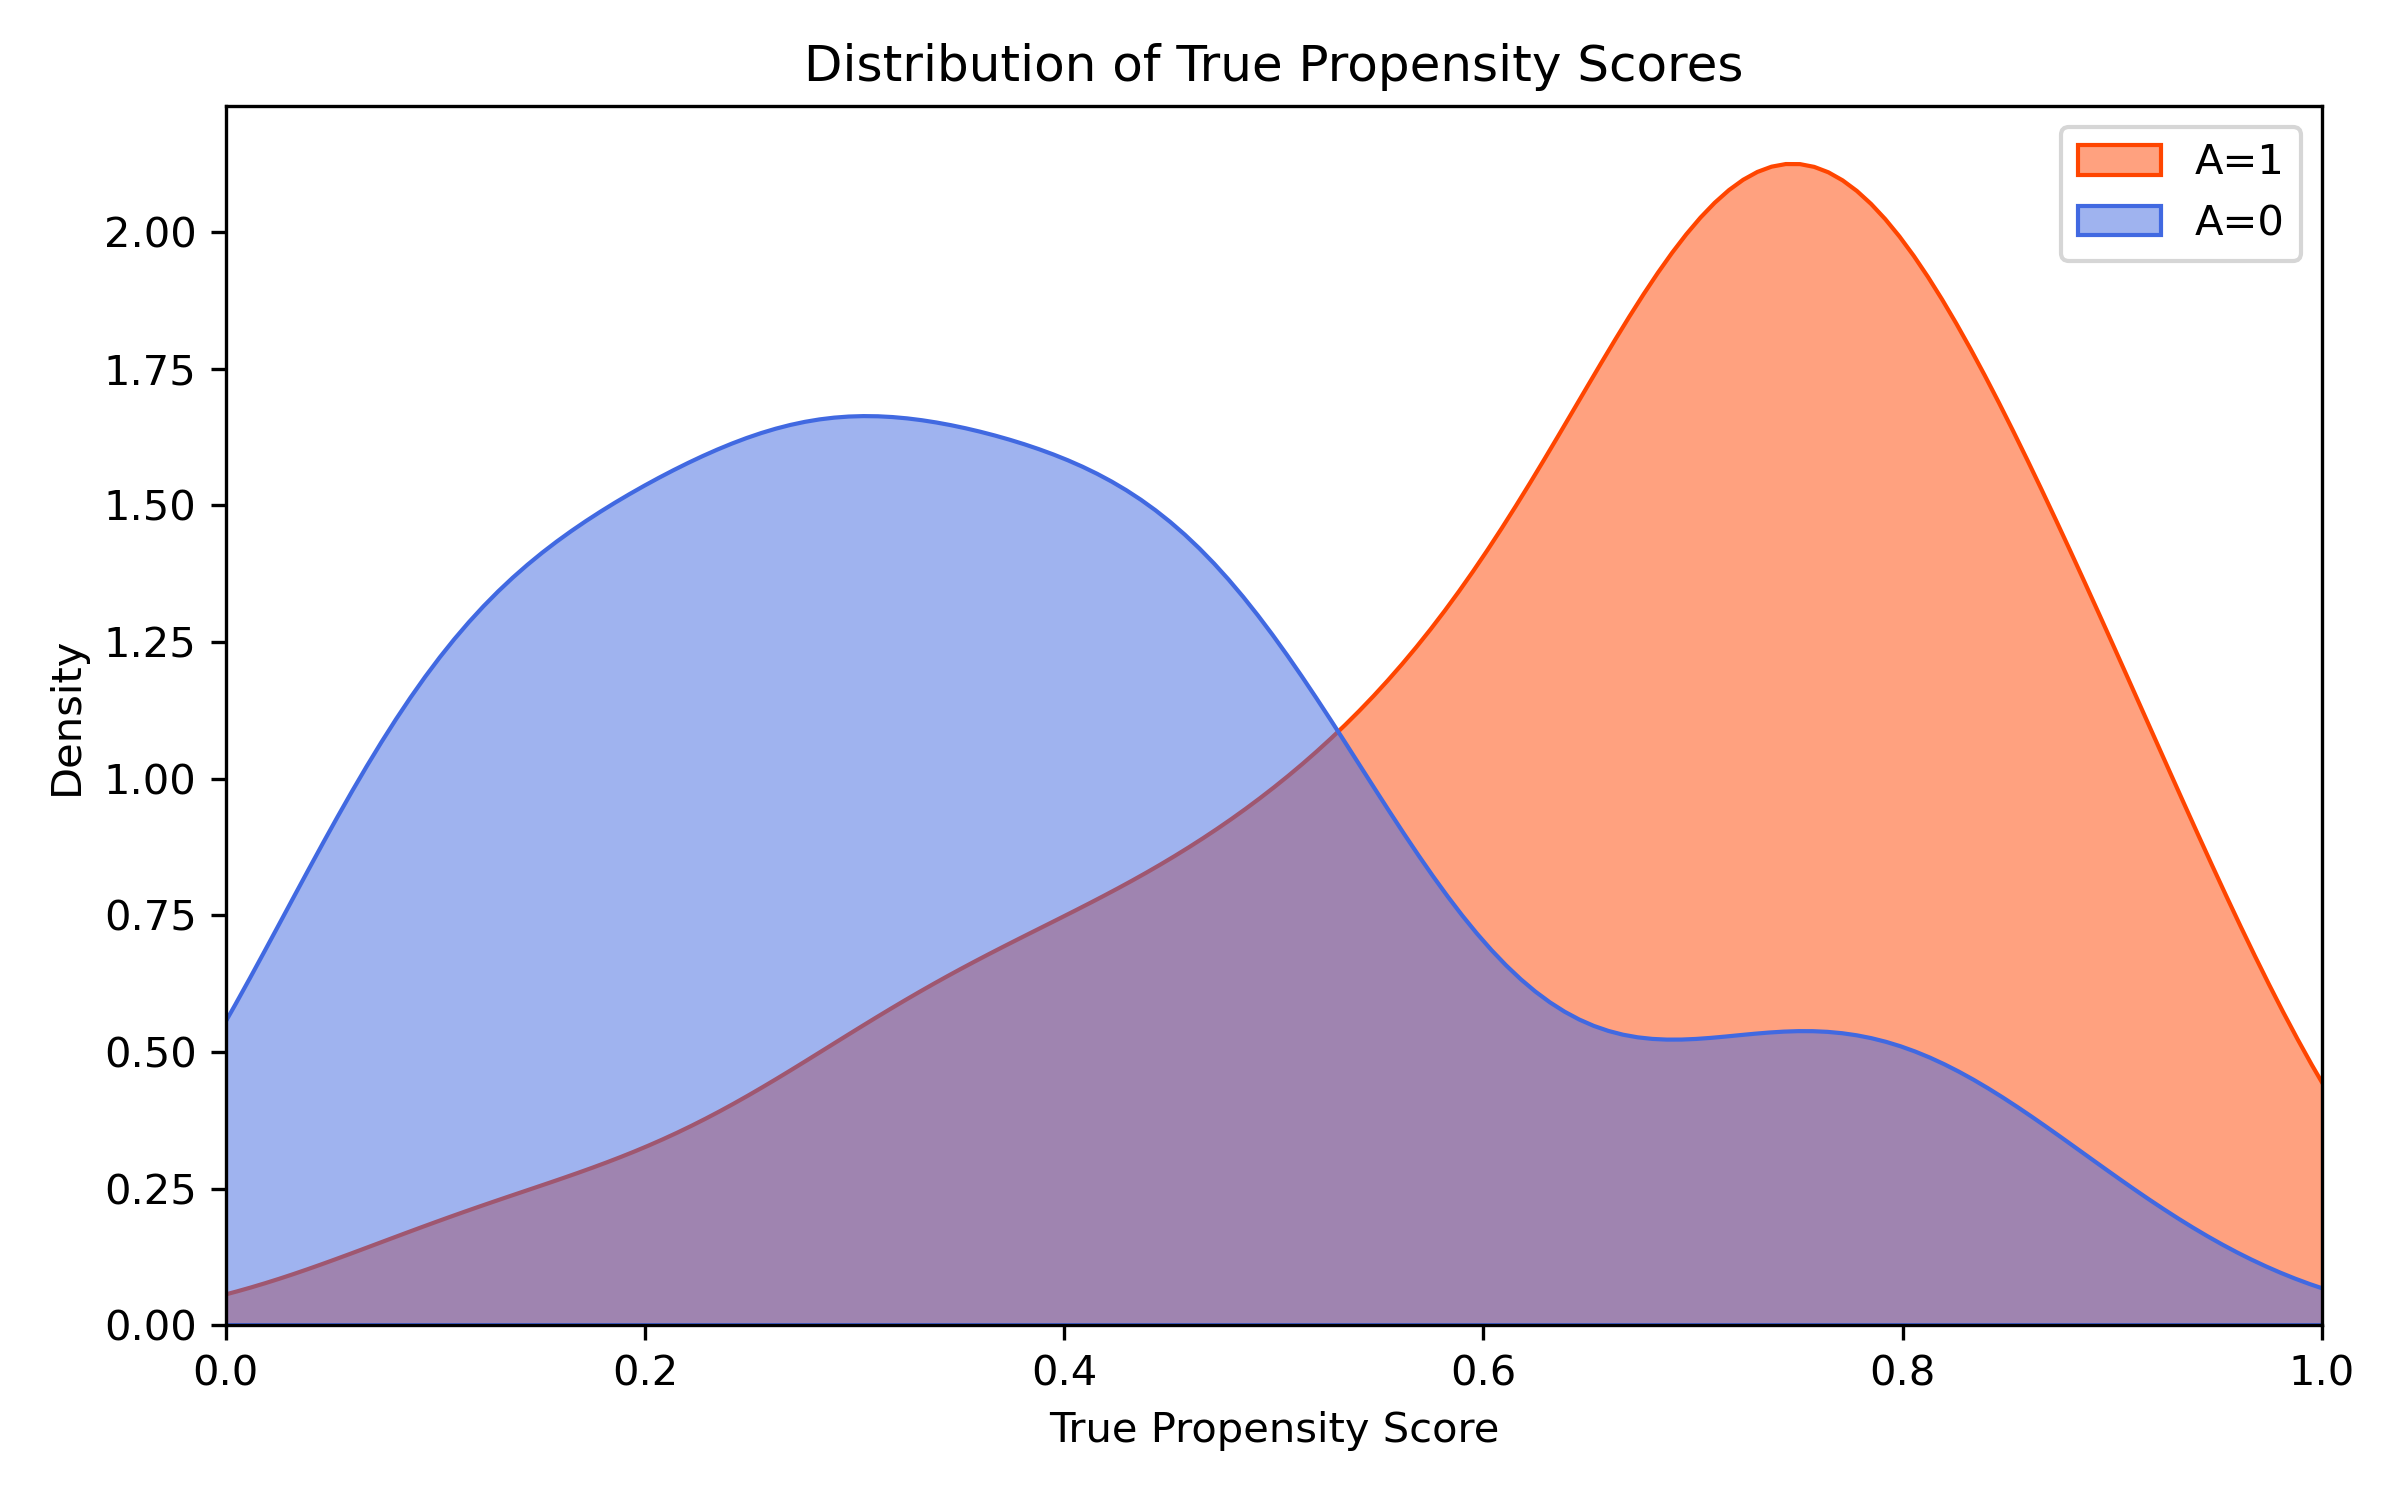 Distribution of True Propensity Scores
A=1
A=0
Density
2.00
1.75
1.50
1.25
1.00
0.75
0.50
0.25
0.00
0.0 0.2 0.4 0.6 0.8 1.0
True Propensity Score